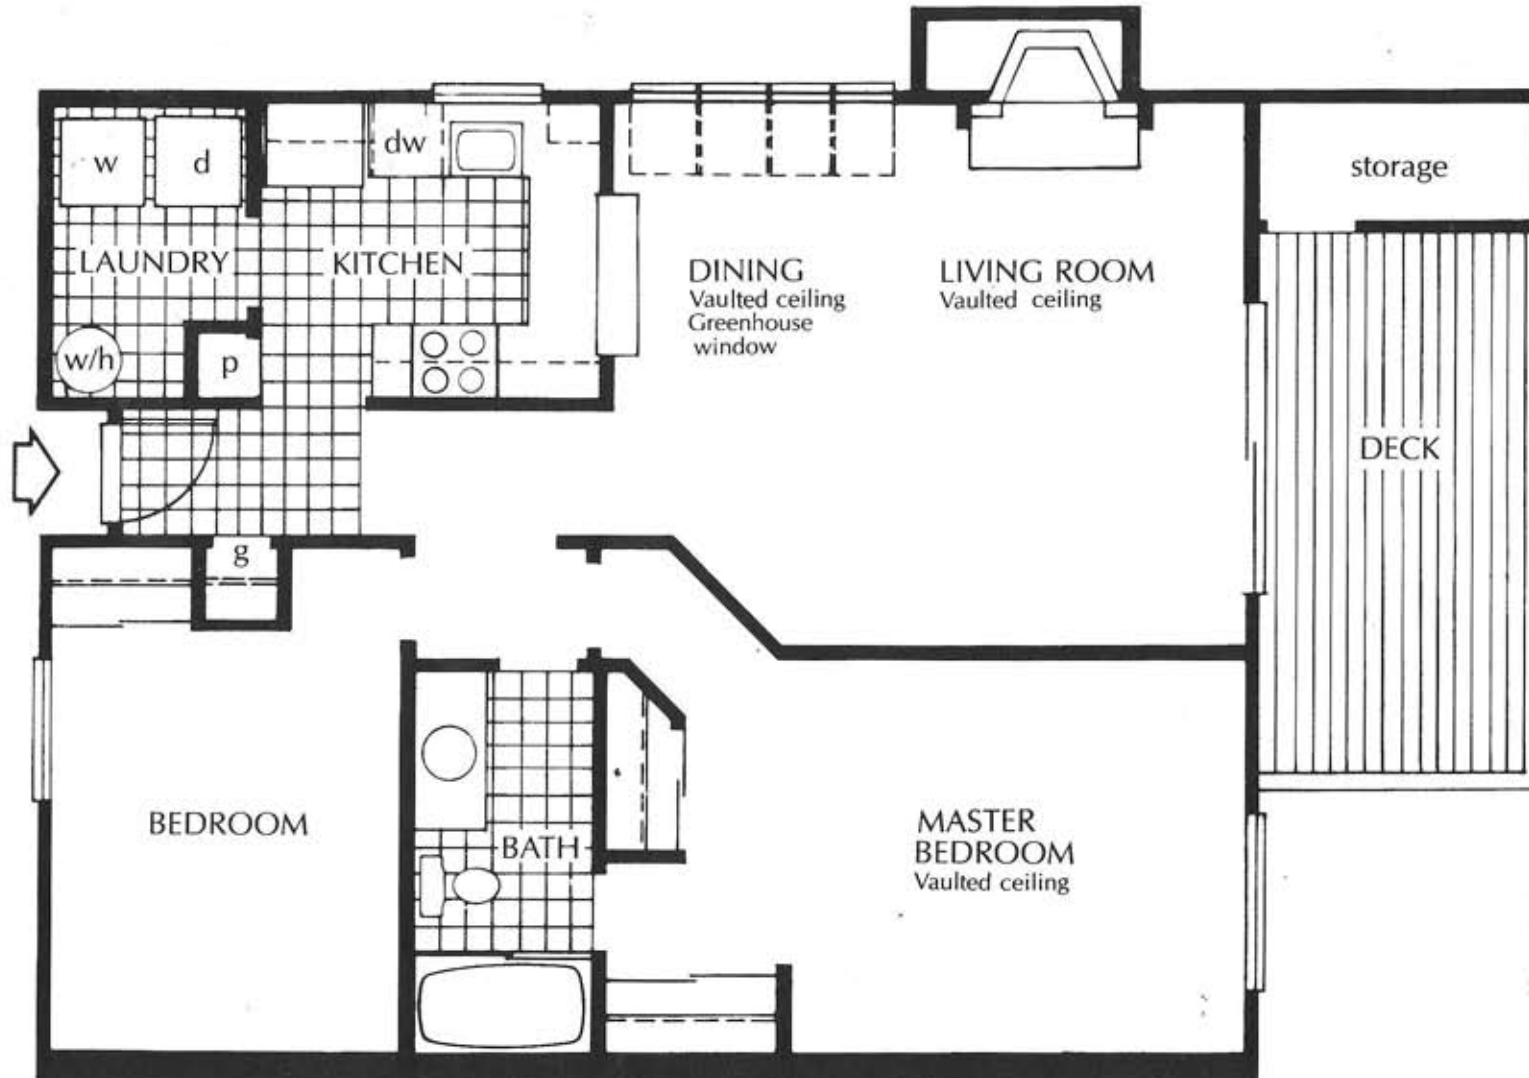 w
d
dw
storage
LAUNDRY
KITCHEN
DINING
Vaulted ceiling
Greenhouse
window
LIVING ROOM
Vaulted ceiling
w/h
p
DECK
g
BEDROOM
BATH
MASTER
BEDROOM
Vaulted ceiling